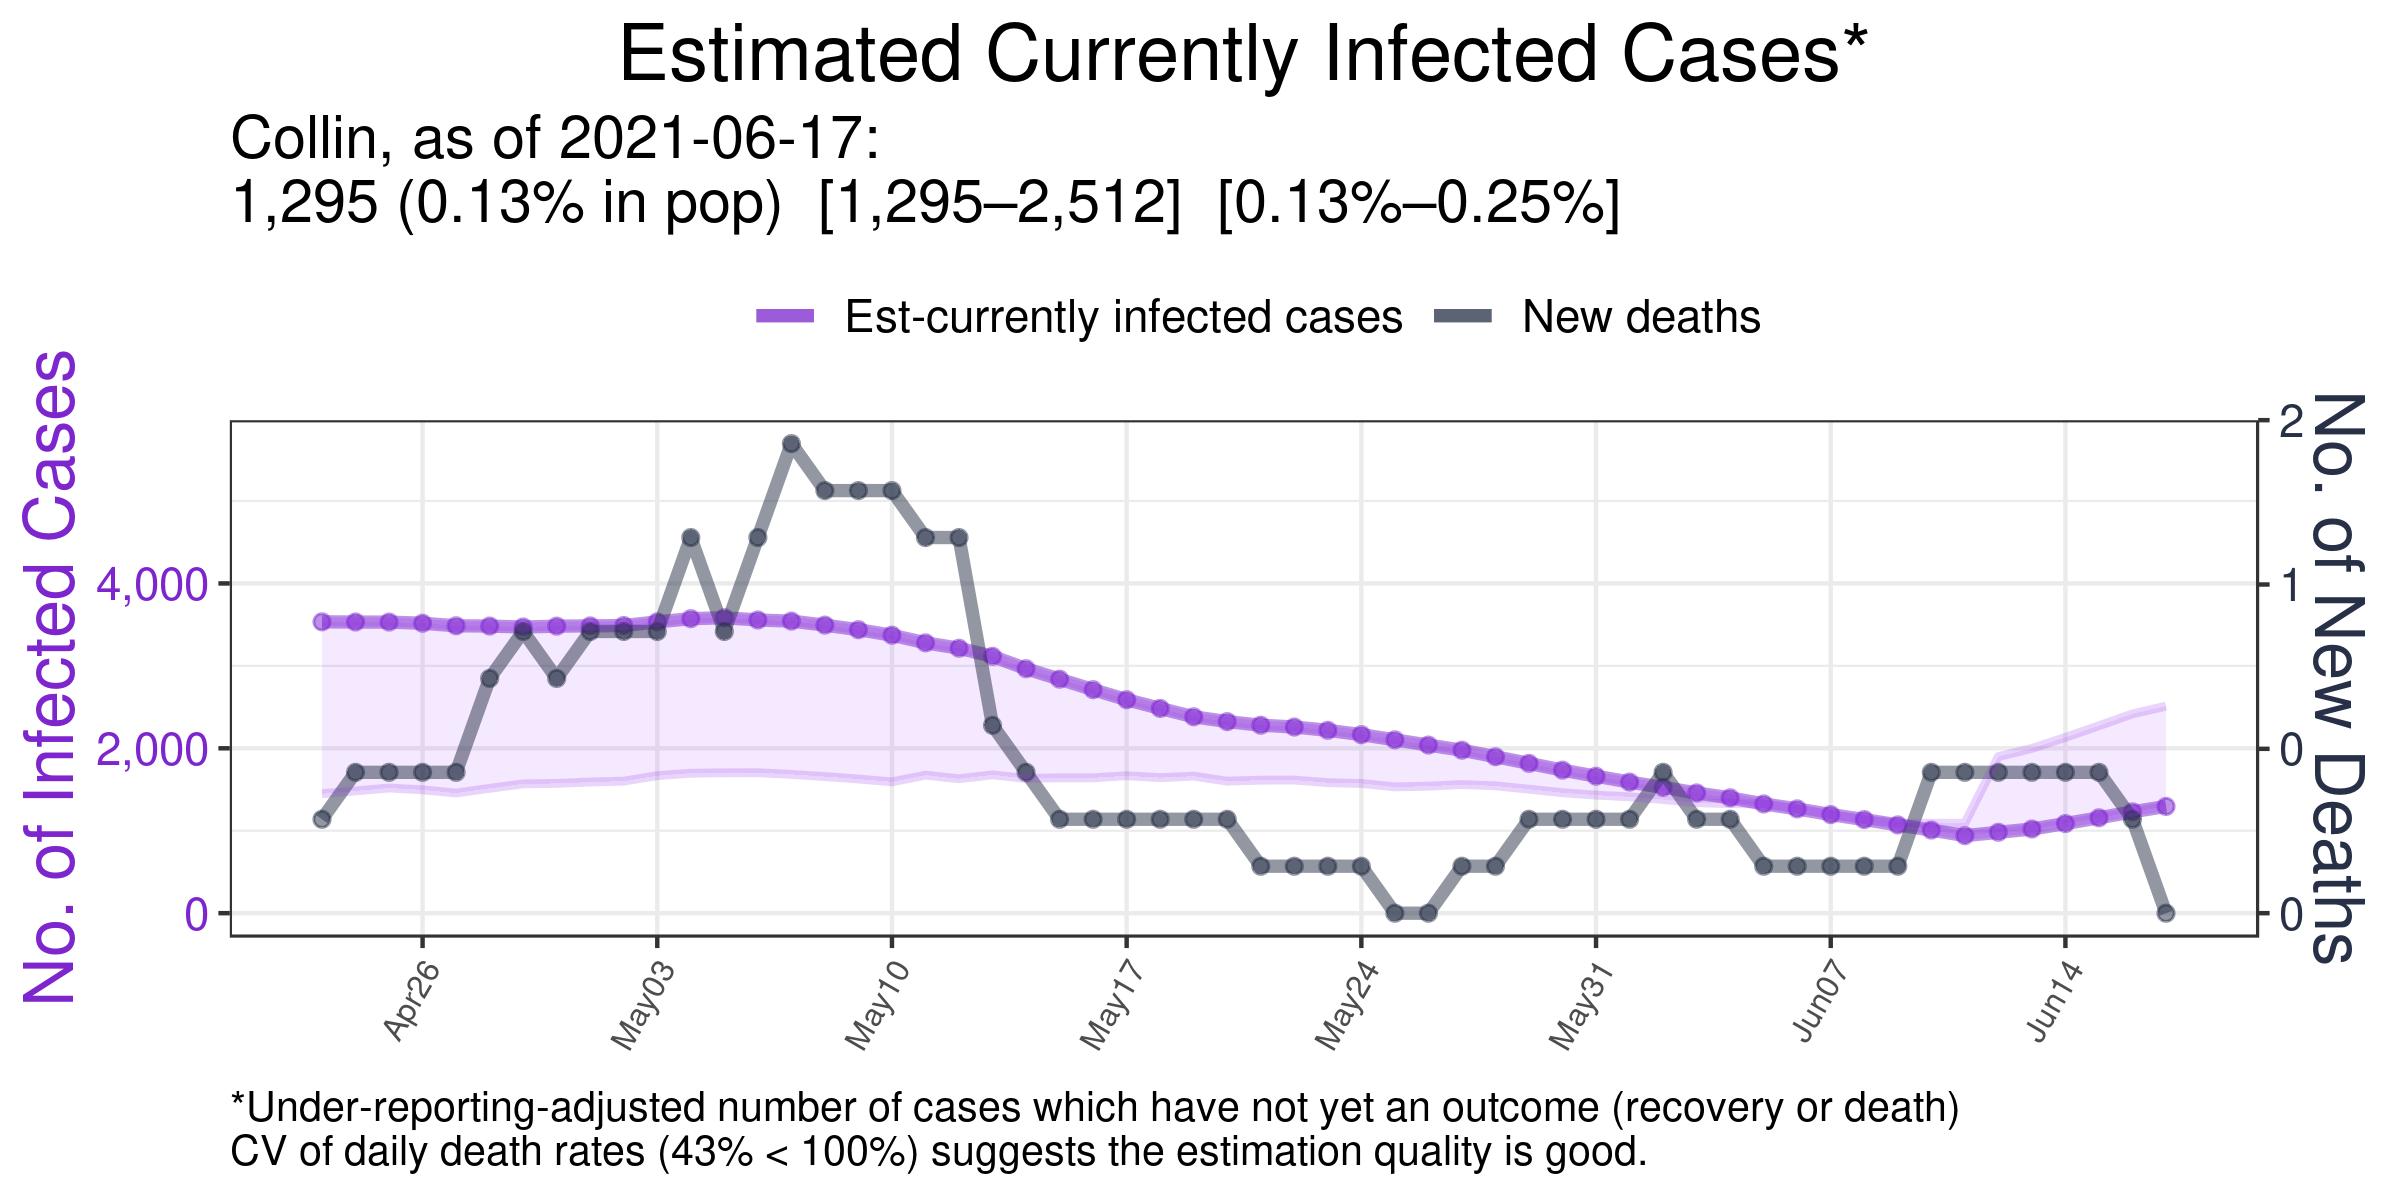 Estimated Currently Infected Cases*
Collin, as of 2021-06-17:
1,295 (0.13% in pop)  [1,295–2,512]  [0.13%–0.25%]
Est-currently infected cases
New deaths
No. of Infected Cases
4,000
2,000
0
2
1
0
0
No. of New Deaths
Apr26
May03
May10
May17
May24
May31
Jun07
Jun14
*Under-reporting-adjusted number of cases which have not yet an outcome (recovery or death)
CV of daily death rates (43% < 100%) suggests the estimation quality is good.